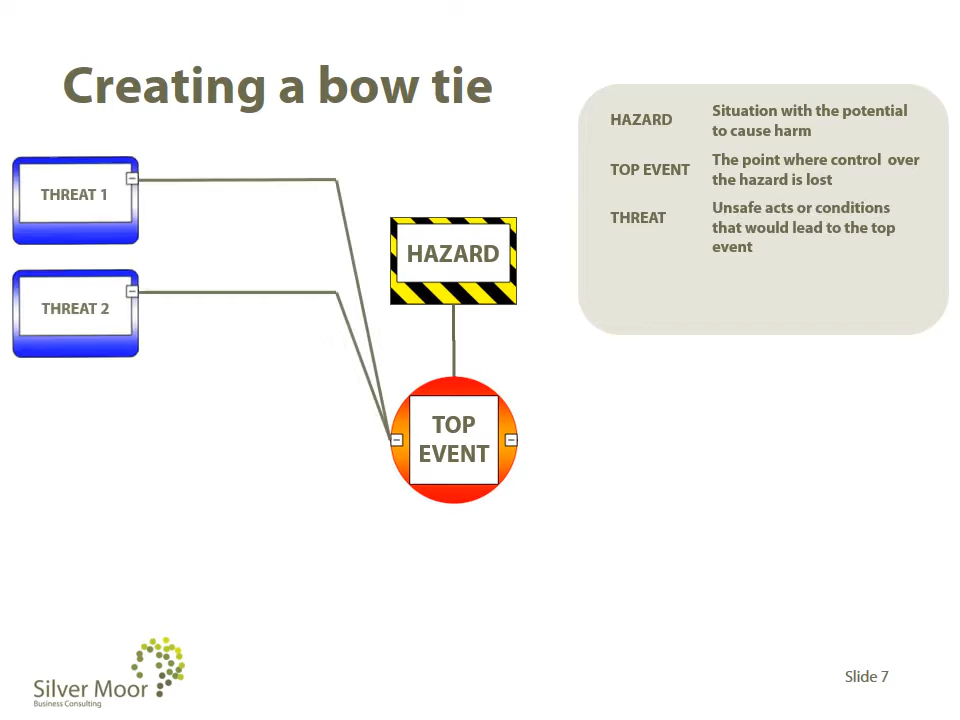 Creating a bow tie
HAZARD
Situation with the potential
to cause harm
TOP EVENT
The point where control over
the hazard is lost
THREAT
Unsafe acts or conditions
that would lead to the top
event
THREAT 1
THREAT 2
HAZARD
TOP
EVENT
Silver Moor
Business Consulting
Slide 7